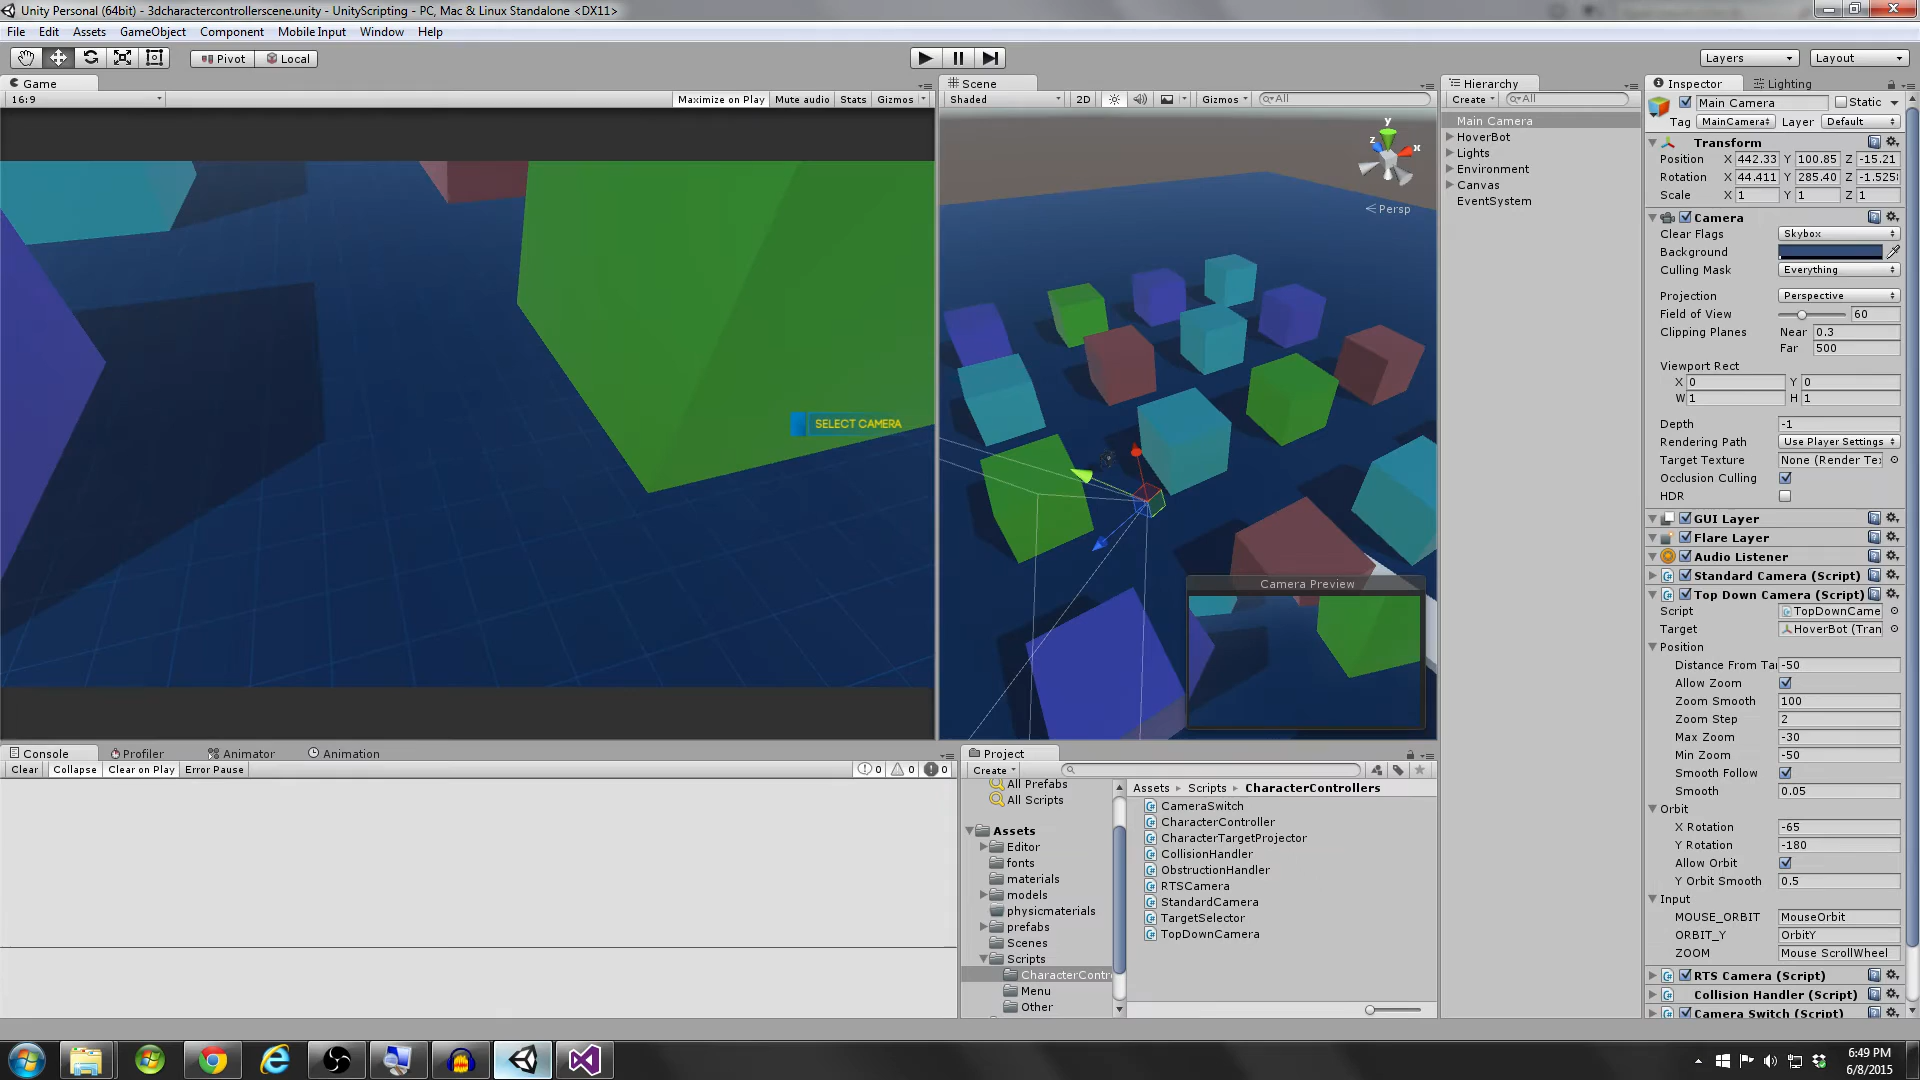 Unity Personal (64bit) - 3dcharactercontrollerscene.unity - UnityScripting - PC, Mac & Linux Standalone <DX11>
File Edit Assets GameObject Component Mobile Input Window Help
Pivot Local Layers Layout
Game
16:9 Maximize on Play Mute audio Stats Gizmos
SELECT CAMERA
Scene
Shaded 2D Gizmos All
y
z
x
Persp
Camera Preview
Hierarchy
Create All
Main Camera
HoverBot
Lights
Environment
Canvas
EventSystem
Inspector Lighting
Main Camera Static
Tag MainCamera Layer Default
Transform
Position X 442.33 Y 100.85 Z -15.21
Rotation X 44.411 Y 285.40 Z -1.525
Scale X 1 Y 1 Z 1
Camera
Clear Flags Skybox
Background
Culling Mask Everything
Projection Perspective
Field of View 60
Clipping Planes Near 0.3
Far 500
Viewport Rect
X 0 Y 0
W 1 H 1
Depth -1
Rendering Path Use Player Settings
Target Texture None (Render Te
Occlusion Culling
HDR
GUI Layer
Flare Layer
Audio Listener
Standard Camera (Script)
Top Down Camera (Script)
Script TopDownCame
Target HoverBot (Tran
Position
Distance From Ta -50
Allow Zoom
Zoom Smooth 100
Zoom Step 2
Max Zoom -30
Min Zoom -50
Smooth Follow
Smooth 0.05
Orbit
X Rotation -65
Y Rotation -180
Allow Orbit
Y Orbit Smooth 0.5
Input
MOUSE_ORBIT MouseOrbit
ORBIT_Y OrbitY
ZOOM Mouse ScrollWheel
RTS Camera (Script)
Collision Handler (Script)
Camera Switch (Script)
Console Profiler Animator Animation
Clear Collapse Clear on Play Error Pause 0 0 0
Project
Create
All Prefabs
All Scripts
Assets
Editor
fonts
materials
models
physicmaterials
prefabs
Scenes
Scripts
CharacterContr
Menu
Other
Assets Scripts CharacterControllers
CameraSwitch
CharacterController
CharacterTargetProjector
CollisionHandler
ObstructionHandler
RTSCamera
StandardCamera
TargetSelector
TopDownCamera
6:49 PM
6/8/2015